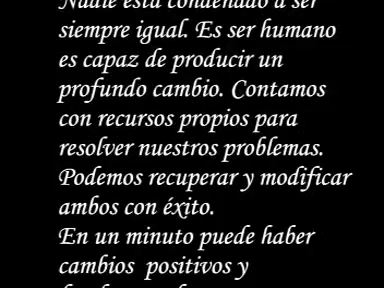 Nadie está condenado a ser
siempre igual. Es ser humano
es capaz de producir un
profundo cambio. Contamos
con recursos propios para
resolver nuestros problemas.
Podemos recuperar y modificar
ambos con éxito.
En un minuto puede haber
cambios positivos y